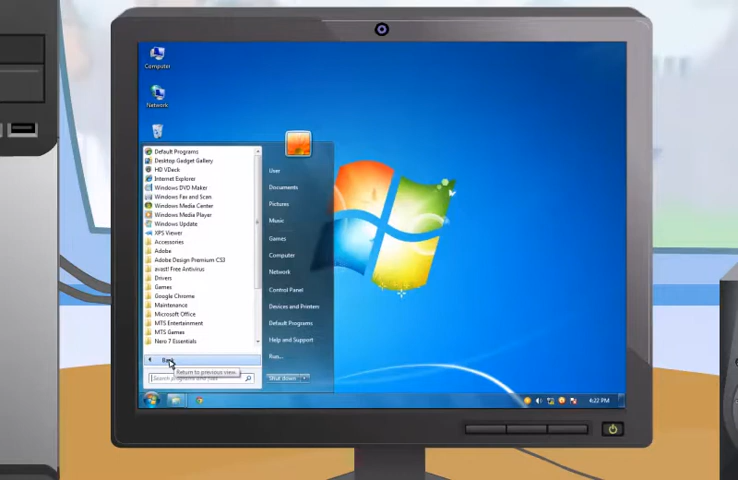 Computer
Network
Default Programs
Desktop Gadget Gallery
HD VDeck
Internet Explorer
Windows DVD Maker
Windows Fax and Scan
Windows Media Center
Windows Media Player
Windows Update
XPS Viewer
Accessories
Adobe
Adobe Design Premium CS3
avast! Free Antivirus
Drivers
Games
Google Chrome
Maintenance
Microsoft Office
MTS Entertainment
MTS Games
Nero 7 Essentials
Back
Return to previous view.
Search programs and files
User
Documents
Pictures
Music
Games
Computer
Network
Control Panel
Devices and Printers
Default Programs
Help and Support
Run...
Shut down
6:22 PM